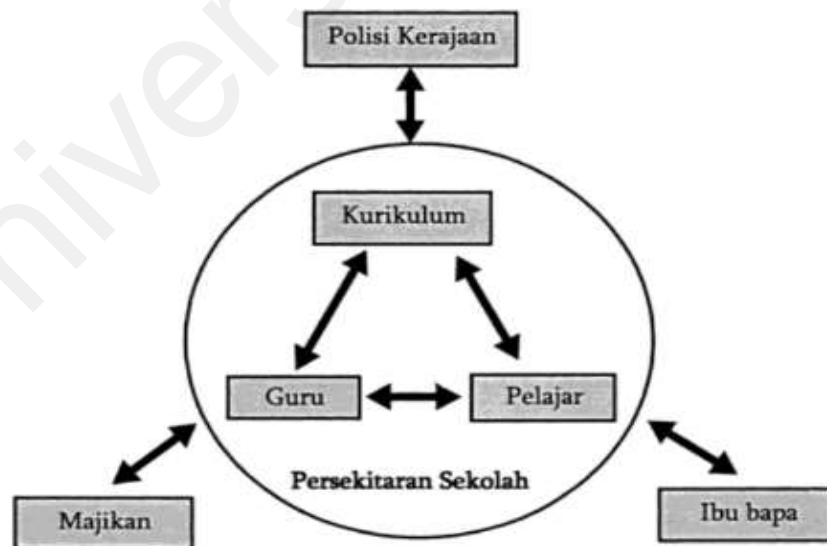 Polisi Kerajaan
Kurikulum
Guru
Pelajar
Persekitaran Sekolah
Majikan
Ibu bapa